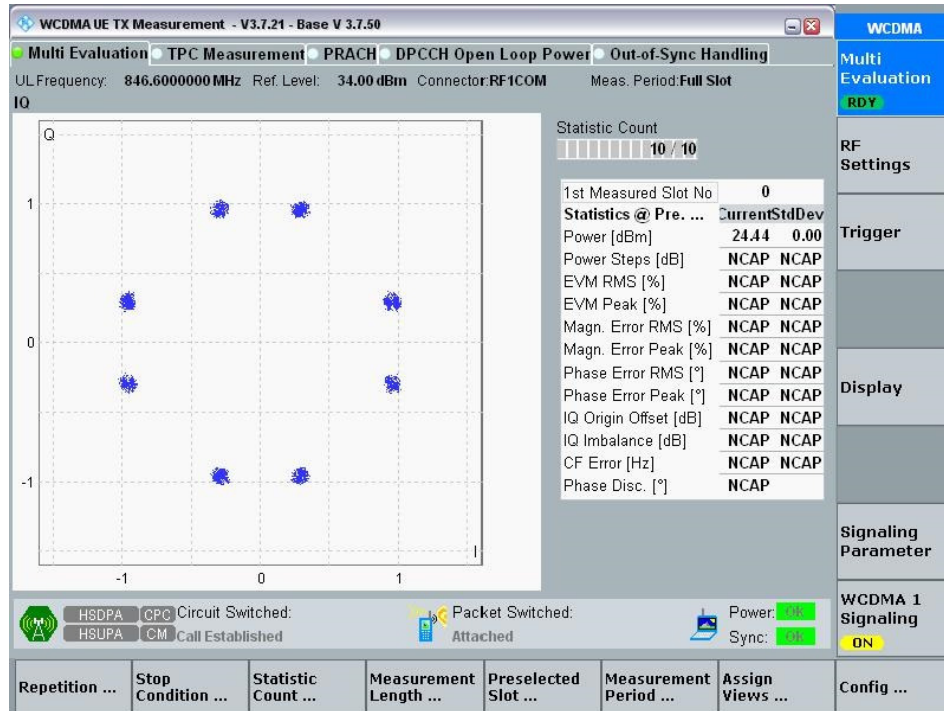 WCDMA UE TX Measurement - V3.7.21 - Base V 3.7.50
WCDMA
Multi Evaluation TPC Measurement PRACH DPCCH Open Loop Power Out-of-Sync Handling
Multi
Evaluation
RDY
UL Frequency: 846.6000000 MHz Ref. Level: 34.00 dBm Connector:RF1COM Meas. Period:Full Slot
IQ
Q
1
0
-1
-1 0 1
I
Statistic Count
10 / 10
1st Measured Slot No 0
Statistics @ Pre. ... Current StdDev
Power [dBm] 24.44 0.00
Power Steps [dB] NCAP NCAP
EVM RMS [%] NCAP NCAP
EVM Peak [%] NCAP NCAP
Magn. Error RMS [%] NCAP NCAP
Magn. Error Peak [%] NCAP NCAP
Phase Error RMS [°] NCAP NCAP
Phase Error Peak [°] NCAP NCAP
IQ Origin Offset [dB] NCAP NCAP
IQ Imbalance [dB] NCAP NCAP
CF Error [Hz] NCAP NCAP
Phase Disc. [°] NCAP
RF
Settings
Trigger
Display
Signaling
Parameter
WCDMA 1
Signaling
ON
HSDPA CPC Circuit Switched: Packet Switched: Power: OK
HSUPA CM Call Established Attached Sync: OK
Repetition ...
Stop
Condition ...
Statistic
Count ...
Measurement
Length ...
Preselected
Slot ...
Measurement
Period ...
Assign
Views ...
Config ...